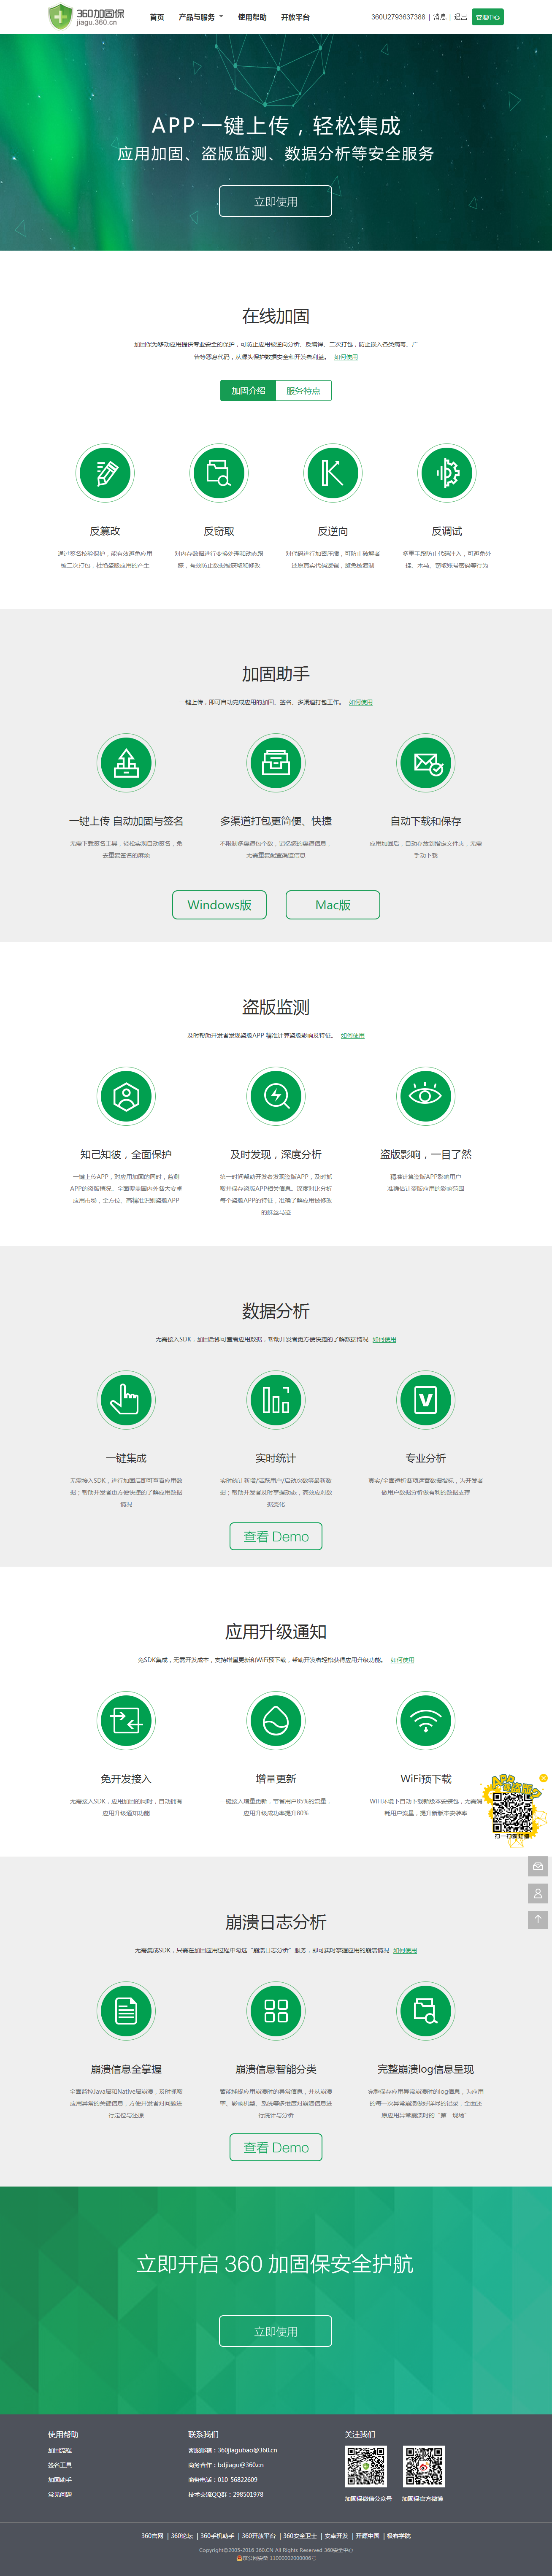 360加固保
jiagu.360.cn
首页 产品与服务 使用帮助 开放平台
360U2793637388 | 消息 | 退出 管理中心
APP 一键上传，轻松集成
应用加固、盗版监测、数据分析等安全服务
立即使用
在线加固
加固保为移动应用提供专业安全的保护，可防止应用被逆向分析、反编译、二次打包，防止嵌入各类病毒、广
告等恶意代码，从源头保护数据安全和开发者利益。 如何使用
加固介绍 服务特点
反篡改
通过签名校验保护，能有效避免应用
被二次打包，杜绝盗版应用的产生
反窃取
对内存数据进行变换处理和动态跟
踪，有效防止数据被获取和修改
反逆向
对代码进行加密压缩，可防止破解者
还原真实代码逻辑，避免被复制
反调试
多重手段防止代码注入，可避免外
挂、木马、窃取账号密码等行为
加固助手
一键上传，即可自动完成应用的加固、签名、多渠道打包工作。 如何使用
一键上传 自动加固与签名
无需下载签名工具，轻松实现自动签名，免
去重复签名的麻烦
多渠道打包更简便、快捷
不限制多渠道包个数，记忆您的渠道信息，
无需重复配置渠道信息
自动下载和保存
应用加固后，自动存放到指定文件夹，无需
手动下载
Windows版 Mac版
盗版监测
及时帮助开发者发现盗版APP 精准计算盗版影响及特征。 如何使用
知己知彼，全面保护
一键上传APP，对应用加固的同时，监测
APP的盗版情况。全面覆盖国内外各大安卓
应用市场，全方位、高精准识别盗版APP
及时发现，深度分析
第一时间帮助开发者发现盗版APP，及时抓
取并保存盗版APP相关信息。深度对比分析
每个盗版APP的特征，准确了解应用被修改
的蛛丝马迹
盗版影响，一目了然
精准计算盗版APP影响用户
准确估计盗版应用的影响范围
数据分析
无需接入SDK，加固后即可查看应用数据，帮助开发者更方便快捷的了解数据情况 如何使用
一键集成
无需接入SDK，进行加固后即可查看应用数
据；帮助开发者更方便快捷的了解应用数据
情况
实时统计
实时统计新增/活跃用户/启动次数等最新数
据；帮助开发者及时掌握动态，高效应对数
据变化
专业分析
真实/全面透析各项运营数据指标，为开发者
做用户数据分析做有利的数据支撑
查看 Demo
应用升级通知
免SDK集成，无需开发成本，支持增量更新和WiFi预下载，帮助开发者轻松获得应用升级功能。 如何使用
免开发接入
无需接入SDK，应用加固的同时，自动拥有
应用升级通知功能
增量更新
一键接入增量更新，节省用户85%的流量，
应用升级成功率提升80%
WiFi预下载
WiFi环境下自动下载新版本安装包，无需消
耗用户流量，提升新版本安装率
扫一扫就知道
崩溃日志分析
无需集成SDK，只需在加固应用过程中勾选“崩溃日志分析”服务，即可实时掌握应用的崩溃情况 如何使用
崩溃信息全掌握
全面监控Java层和Native层崩溃，及时抓取
应用异常的关键信息，方便开发者对问题进
行定位与还原
崩溃信息智能分类
智能捕捉应用崩溃时的异常信息，并从崩溃
率、影响机型、系统等多维度对崩溃信息进
行统计与分析
完整崩溃log信息呈现
完整保存应用异常崩溃时的log信息，为应用
的每一次异常崩溃做好详尽的记录，全面还
原应用异常崩溃时的“第一现场”
查看 Demo
立即开启 360 加固保安全护航
立即使用
使用帮助
加固流程
签名工具
加固助手
常见问题
联系我们
客服邮箱：360jiagubao@360.cn
商务合作：bdjiagu@360.cn
商务电话：010-56822609
技术交流QQ群：298501978
关注我们
加固保微信公众号 加固保官方微博
360官网 | 360论坛 | 360手机助手 | 360开放平台 | 360安全卫士 | 安卓开发 | 开源中国 | 极客学院
Copyright©2005-2016 360.CN All Rights Reserved 360安全中心
京公网安备 11000002000006号